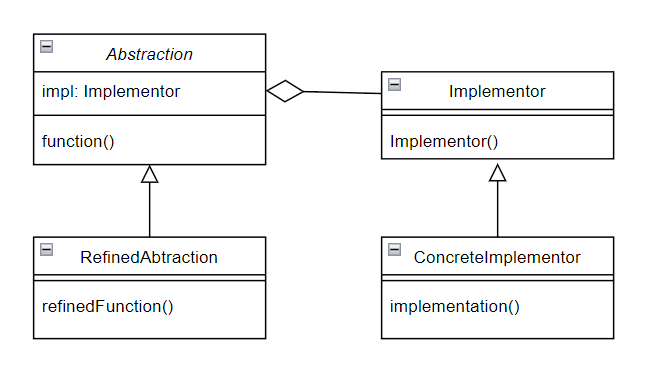 Abstraction
impl: Implementor
function()
Implementor
Implementor()
RefinedAbtraction
refinedFunction()
ConcreteImplementor
implementation()